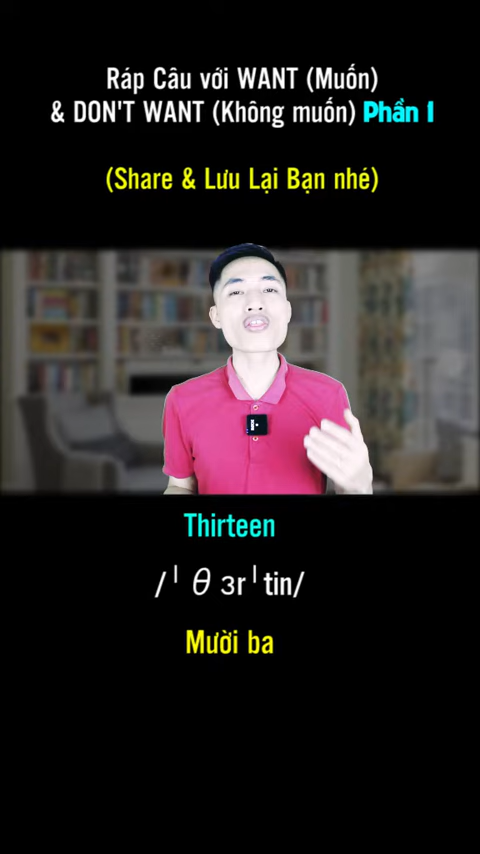 Ráp Câu với WANT (Muốn)
& DON'T WANT (Không muốn) Phần 1
(Share & Lưu Lại Bạn nhé)
Thirteen
/ˈθɜrˈtin/
Mười ba